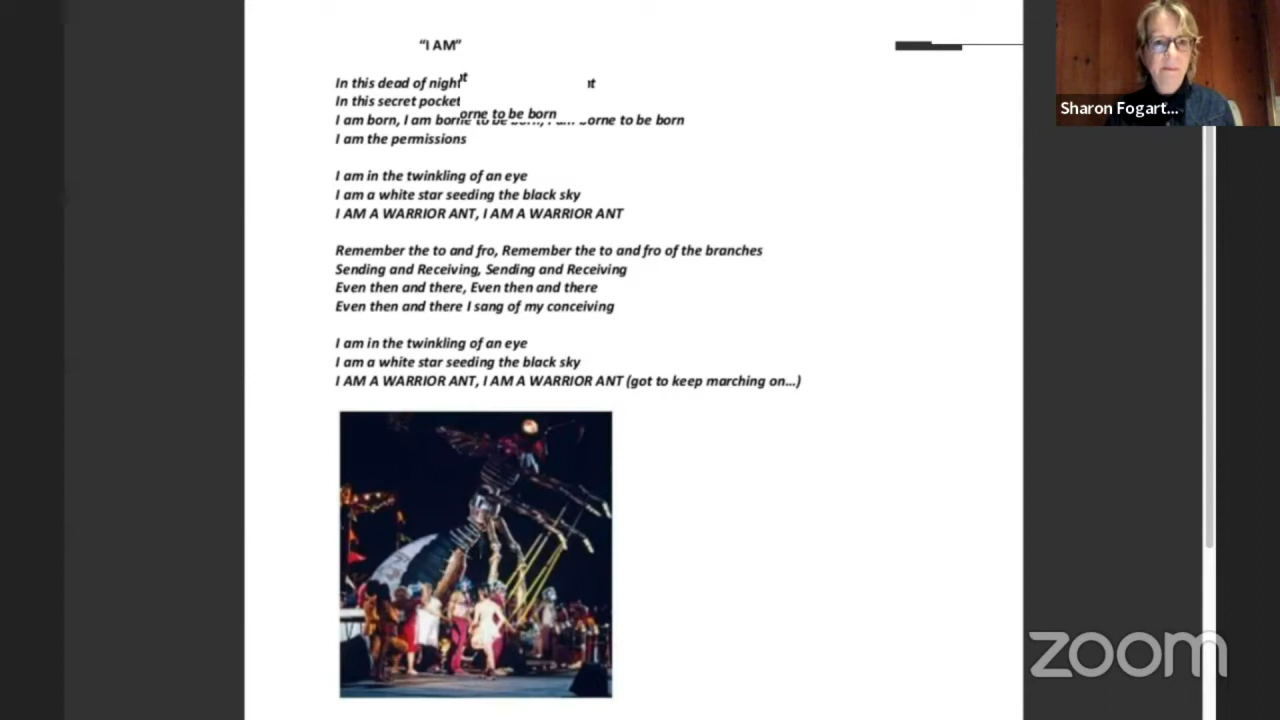 “I AM”
In this dead of night
In this secret pocket
I am born, I am borne to be born, I am borne to be born
I am the permissions
I am in the twinkling of an eye
I am a white star seeding the black sky
I AM A WARRIOR ANT, I AM A WARRIOR ANT
Remember the to and fro, Remember the to and fro of the branches
Sending and Receiving, Sending and Receiving
Even then and there, Even then and there
Even then and there I sang of my conceiving
I am in the twinkling of an eye
I am a white star seeding the black sky
I AM A WARRIOR ANT, I AM A WARRIOR ANT (got to keep marching on...)
Sharon Fogart...
zoom